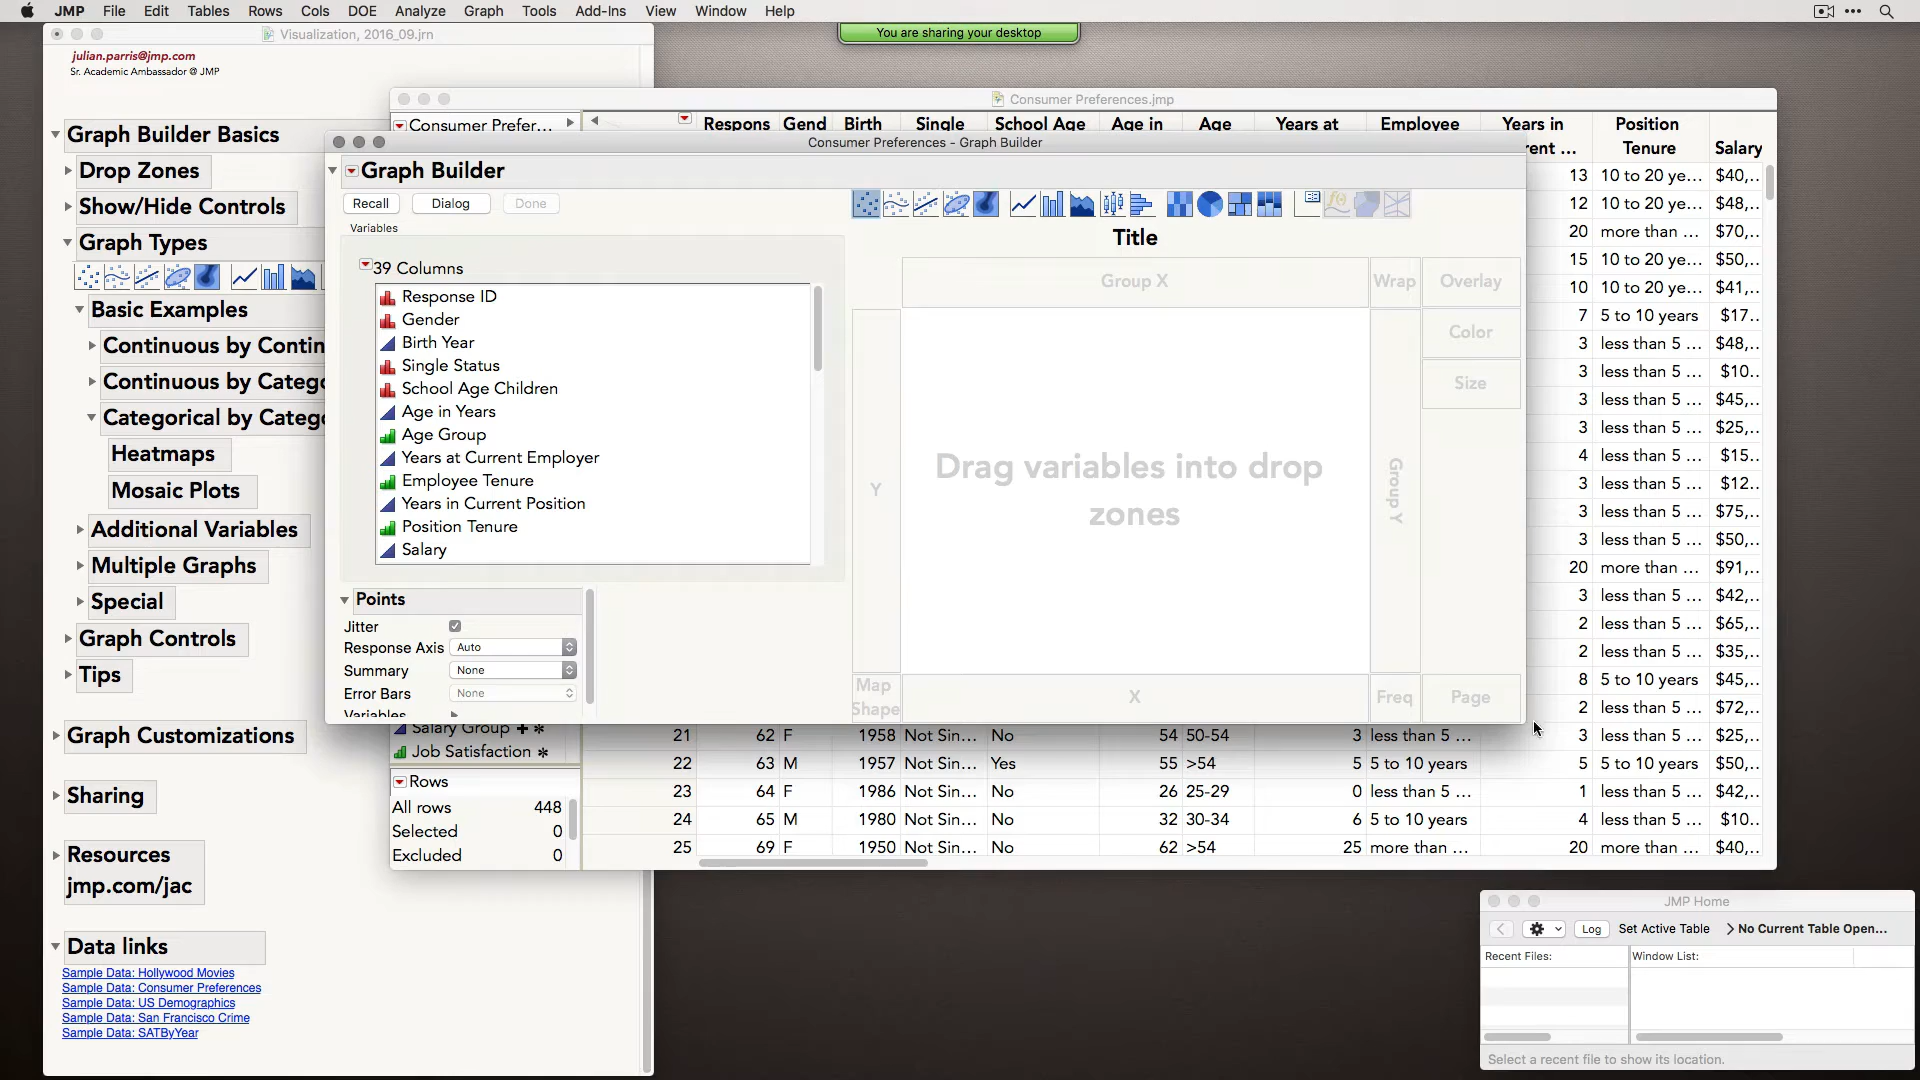 JMP File Edit Tables Rows Cols DOE Analyze Graph Tools Add-Ins View Window Help
You are sharing your desktop
Visualization, 2016_09.jrn
julian.parris@jmp.com
Sr. Academic Ambassador @ JMP
Graph Builder Basics
Drop Zones
Show/Hide Controls
Graph Types
Basic Examples
Continuous by Contin
Continuous by Catego
Categorical by Catego
Heatmaps
Mosaic Plots
Additional Variables
Multiple Graphs
Special
Graph Controls
Tips
Graph Customizations
Sharing
Resources
jmp.com/jac
Data links
Sample Data: Hollywood Movies
Sample Data: Consumer Preferences
Sample Data: US Demographics
Sample Data: San Francisco Crime
Sample Data: SATByYear
Consumer Preferences.jmp
Consumer Prefer...
Respons Gend Birth Single School Age Age in Age Years at Employee Years in Position
rent ... Tenure Salary
Consumer Preferences - Graph Builder
Graph Builder
Recall Dialog Done
Variables
39 Columns
Response ID
Gender
Birth Year
Single Status
School Age Children
Age in Years
Age Group
Years at Current Employer
Employee Tenure
Years in Current Position
Position Tenure
Salary
Points
Jitter
Response Axis Auto
Summary None
Error Bars None
Variables
Title
Group X Wrap Overlay
Color
Size
Y
Drag variables into drop
zones
Group Y
Map
Shape
X Freq Page
13 10 to 20 ye... $40,..
12 10 to 20 ye... $48,..
20 more than ... $70,..
15 10 to 20 ye... $50,..
10 10 to 20 ye... $41,..
7 5 to 10 years $17..
3 less than 5 ... $48,..
3 less than 5 ... $10..
3 less than 5 ... $45,..
3 less than 5 ... $25,..
4 less than 5 ... $15..
3 less than 5 ... $12..
3 less than 5 ... $75,..
3 less than 5 ... $50,..
20 more than ... $91,..
3 less than 5 ... $42,..
2 less than 5 ... $65,..
2 less than 5 ... $35,..
8 5 to 10 years $45,..
2 less than 5 ... $72,..
Salary Group
Job Satisfaction
Rows
All rows 448
Selected 0
Excluded 0
21 62 F 1958 Not Sin... No 54 50-54 3 less than 5 ... 3 less than 5 ... $25,..
22 63 M 1957 Not Sin... Yes 55 >54 5 5 to 10 years 5 5 to 10 years $50,..
23 64 F 1986 Not Sin... No 26 25-29 0 less than 5 ... 1 less than 5 ... $42,..
24 65 M 1980 Not Sin... No 32 30-34 6 5 to 10 years 4 less than 5 ... $10..
25 69 F 1950 Not Sin... No 62 >54 25 more than ... 20 more than ... $40,..
JMP Home
Log Set Active Table No Current Table Open...
Recent Files: Window List:
Select a recent file to show its location.